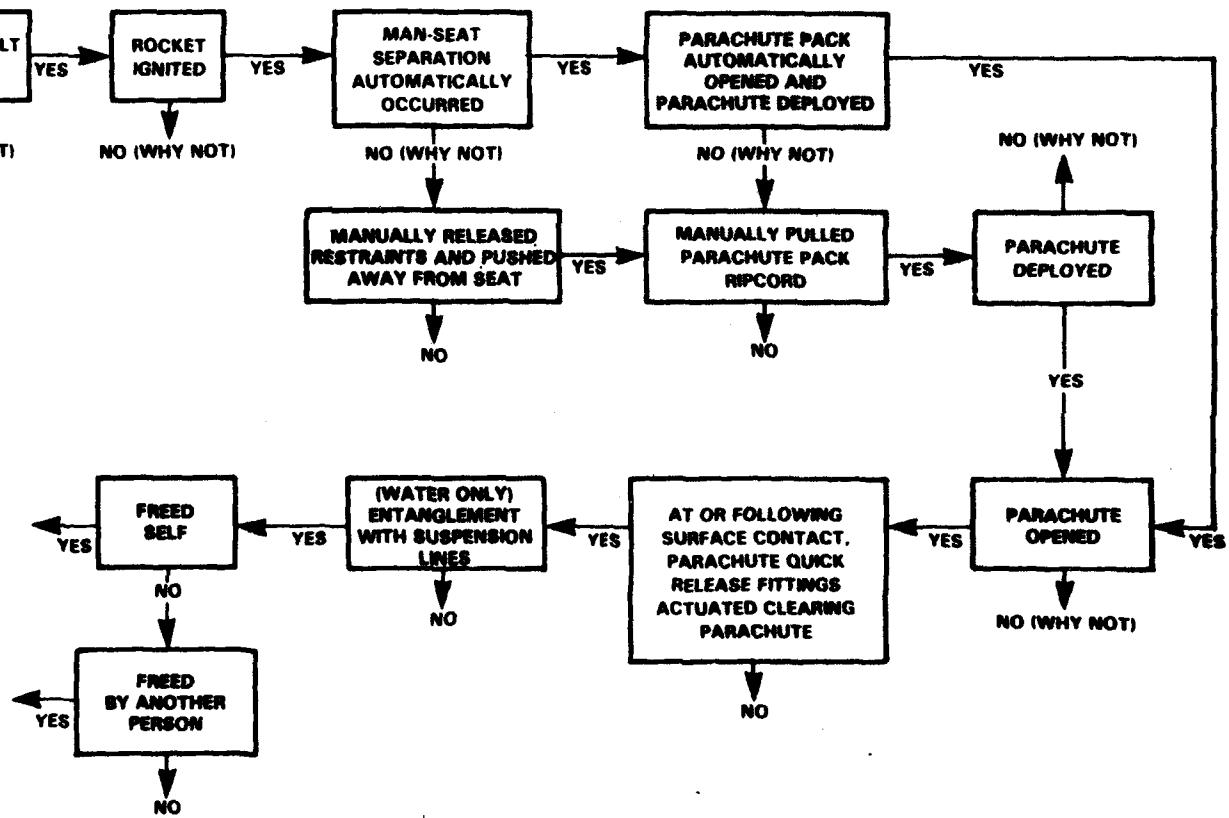 LT
YES
T)
ROCKET
IGNITED
YES
NO (WHY NOT)
MAN-SEAT
SEPARATION
AUTOMATICALLY
OCCURRED
YES
NO (WHY NOT)
PARACHUTE PACK
AUTOMATICALLY
OPENED AND
PARACHUTE DEPLOYED
YES
NO (WHY NOT)
MANUALLY RELEASED
RESTRAINTS AND PUSHED
AWAY FROM SEAT
YES
NO
MANUALLY PULLED
PARACHUTE PACK
RIPCORD
YES
NO
NO (WHY NOT)
PARACHUTE
DEPLOYED
YES
YES
PARACHUTE
OPENED
NO (WHY NOT)
YES
AT OR FOLLOWING
SURFACE CONTACT,
PARACHUTE QUICK
RELEASE FITTINGS
ACTUATED CLEARING
PARACHUTE
NO
YES
(WATER ONLY)
ENTANGLEMENT
WITH SUSPENSION
LINES
NO
YES
FREED
SELF
YES
NO
FREED
BY ANOTHER
PERSON
YES
NO